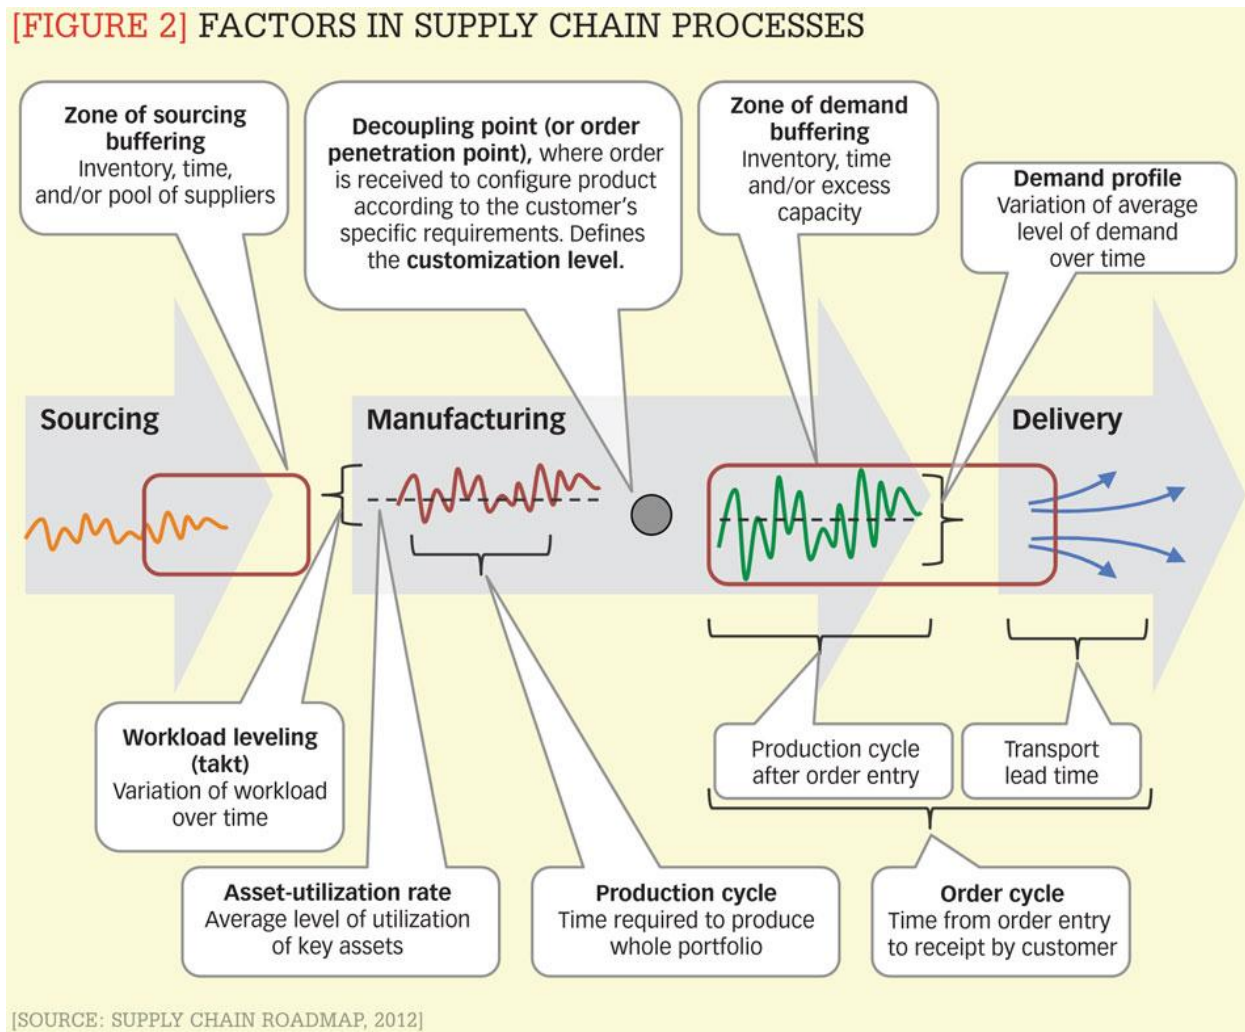 [FIGURE 2] FACTORS IN SUPPLY CHAIN PROCESSES
Zone of sourcing
buffering
Inventory, time,
and/or pool of suppliers
Decoupling point (or order
penetration point), where order
is received to configure product
according to the customer's
specific requirements. Defines
the customization level.
Zone of demand
buffering
Inventory, time
and/or excess
capacity
Demand profile
Variation of average
level of demand
over time
Sourcing
Manufacturing
Delivery
Workload leveling
(takt)
Variation of workload
over time
Production cycle
after order entry
Transport
lead time
Asset-utilization rate
Average level of utilization
of key assets
Production cycle
Time required to produce
whole portfolio
Order cycle
Time from order entry
to receipt by customer
[SOURCE: SUPPLY CHAIN ROADMAP, 2012]